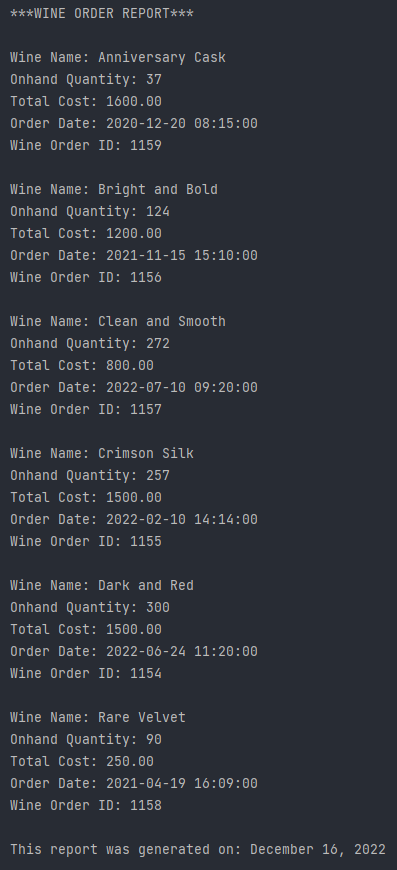 ***WINE ORDER REPORT***
Wine Name: Anniversary Cask
Onhand Quantity: 37
Total Cost: 1600.00
Order Date: 2020-12-20 08:15:00
Wine Order ID: 1159
Wine Name: Bright and Bold
Onhand Quantity: 124
Total Cost: 1200.00
Order Date: 2021-11-15 15:10:00
Wine Order ID: 1156
Wine Name: Clean and Smooth
Onhand Quantity: 272
Total Cost: 800.00
Order Date: 2022-07-10 09:20:00
Wine Order ID: 1157
Wine Name: Crimson Silk
Onhand Quantity: 257
Total Cost: 1500.00
Order Date: 2022-02-10 14:14:00
Wine Order ID: 1155
Wine Name: Dark and Red
Onhand Quantity: 300
Total Cost: 1500.00
Order Date: 2022-06-24 11:20:00
Wine Order ID: 1154
Wine Name: Rare Velvet
Onhand Quantity: 90
Total Cost: 250.00
Order Date: 2021-04-19 16:09:00
Wine Order ID: 1158
This report was generated on: December 16, 2022